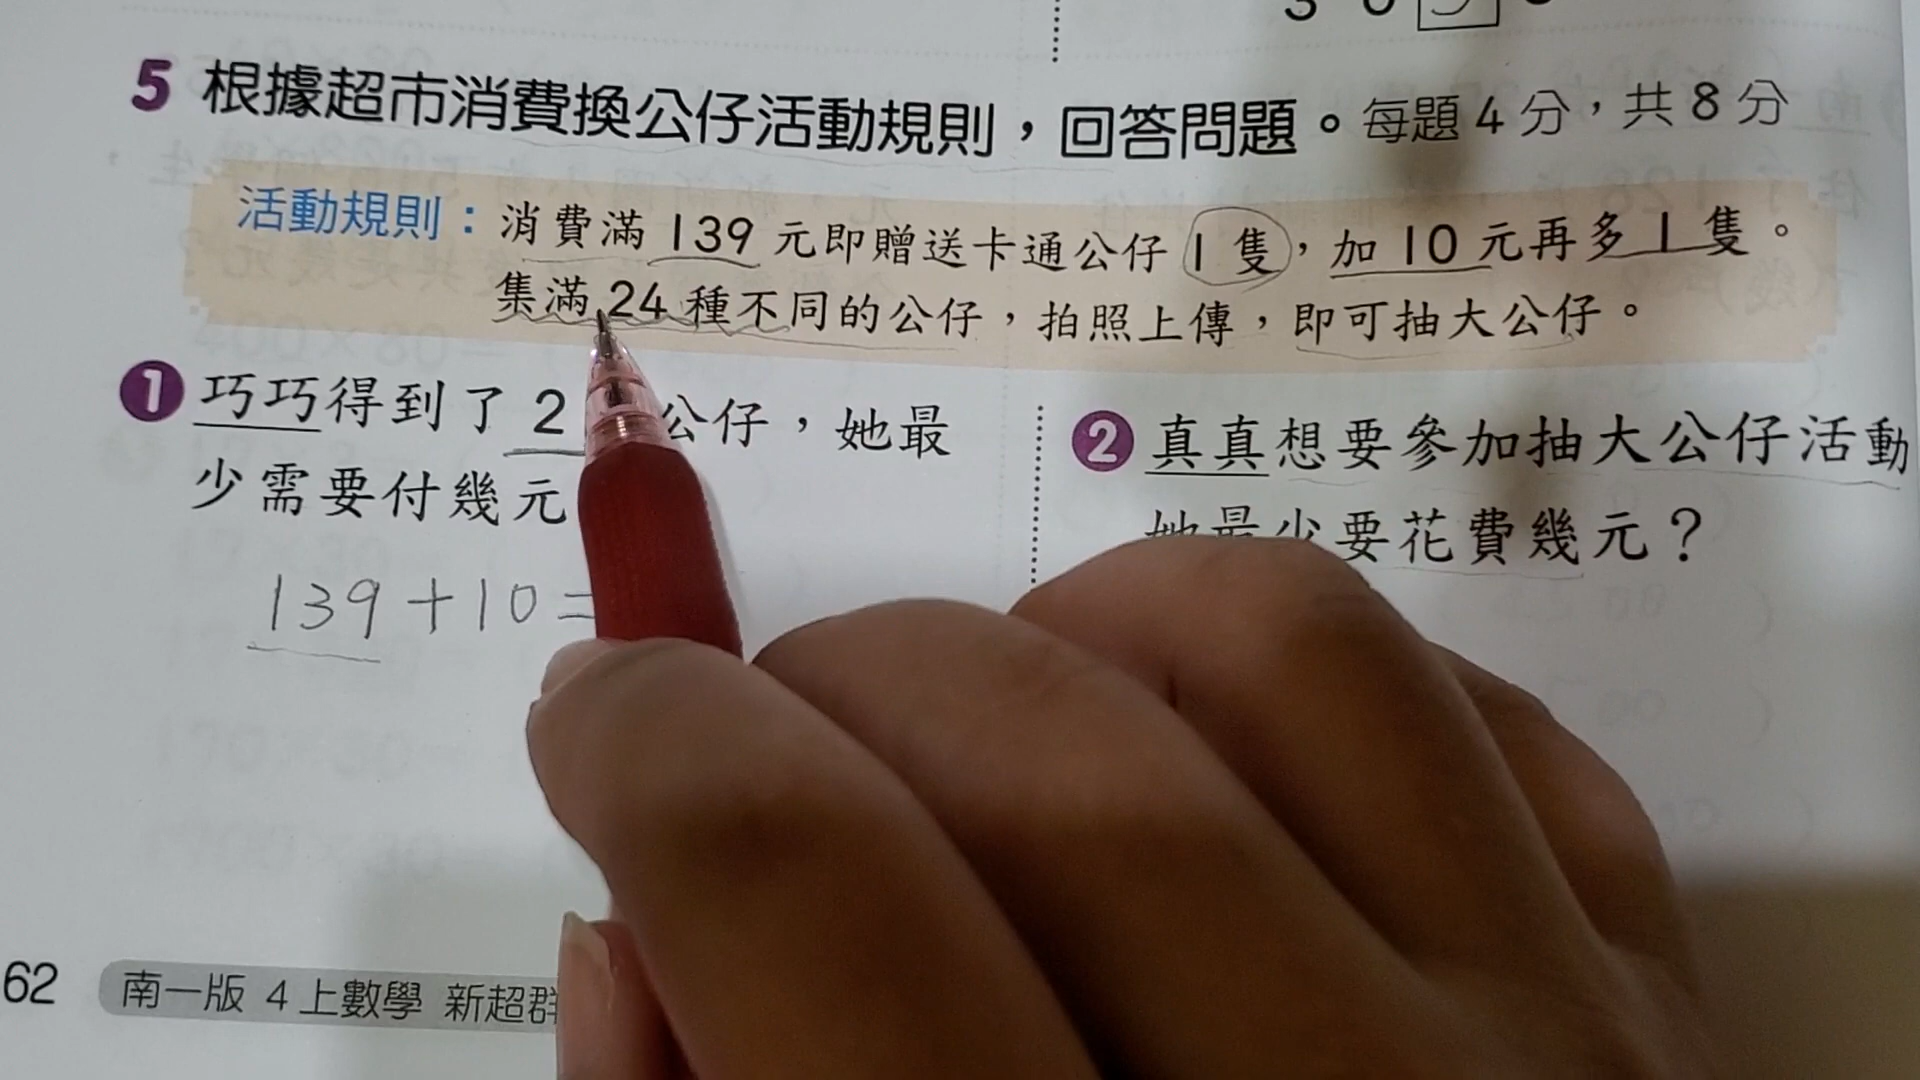 5 根據超市消費換公仔活動規則，回答問題。每題4分，共8分
活動規則：消費滿139元即贈送卡通公仔1隻，加10元再多1隻。
集滿24種不同的公仔，拍照上傳，即可抽大公仔。
1 巧巧得到了 2 公仔，她最
少需要付幾元
139+10=
2 真真想要參加抽大公仔活動
她最少要花費幾元？
62 南一版 4上數學 新超群